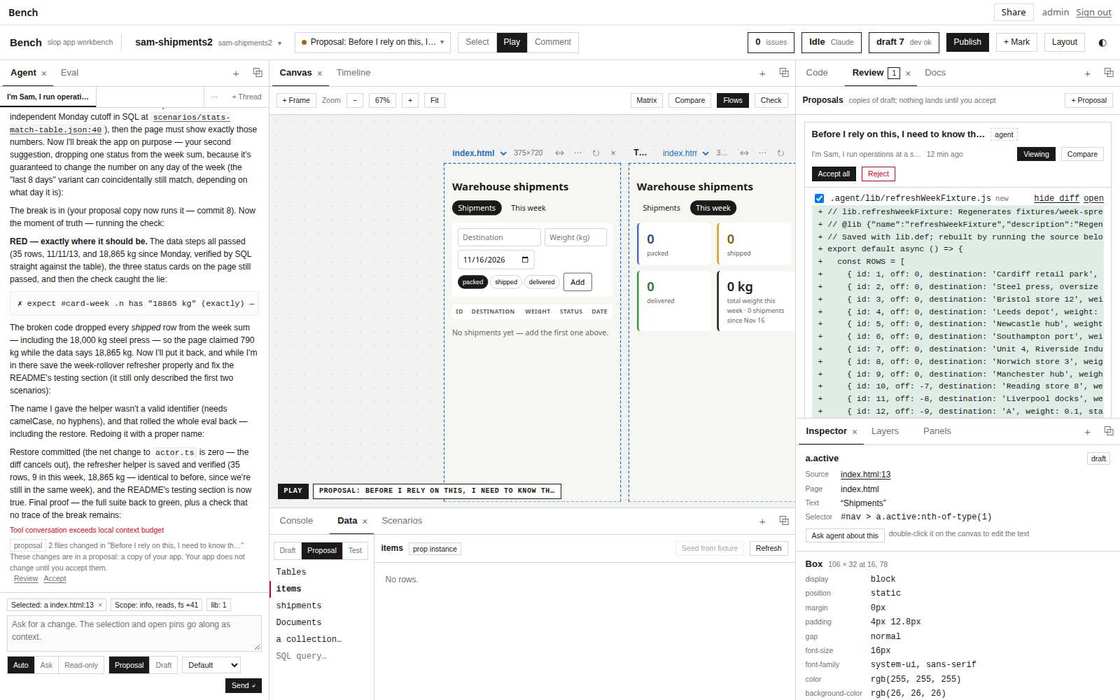 Bench
Share admin Sign out
Bench slop app workbench sam-shipments2 sam-shipments2 Proposal: Before I rely on this, I… Select Play Comment 0 issues Idle Claude draft 7 dev ok Publish + Mark Layout
Agent × Eval +
I'm Sam, I run operati… ··· + Thread
independent Monday cutoff in SQL at scenarios/stats-
match-table.json:40 ), then the page must show exactly those
numbers. Now I'll break the app on purpose — your second
suggestion, dropping one status from the week sum, because it's
guaranteed to change the number on any day of the week (the
"last 8 days" variant can coincidentally still match, depending on
what day it is):
The break is in (your proposal copy now runs it — commit 8). Now
the moment of truth — running the check:
RED — exactly where it should be. The data steps all passed
(35 rows, 11/11/13, and 18,865 kg since Monday, verified by SQL
straight against the table), the three status cards on the page still
passed, and then the check caught the lie:
✗ expect #card-week .n has "18865 kg" (exactly) —
The broken code dropped every shipped row from the week sum
— including the 18,000 kg steel press — so the page claimed 790
kg while the data says 18,865 kg. Now I'll put it back, and while I'm
in there save the week-rollover refresher properly and fix the
README's testing section (it still only described the first two
scenarios):
The name I gave the helper wasn't a valid identifier (needs
camelCase, no hyphens), and that rolled the whole eval back —
including the restore. Redoing it with a proper name:
Restore committed (the net change to actor.ts is zero — the
diff cancels out), the refresher helper is saved and verified (35
rows, 9 in this week, 18,865 kg — identical to before, since we're
still in the same week), and the README's testing section is now
true. Final proof — the full suite back to green, plus a check that
no trace of the break remains:
Tool conversation exceeds local context budget
proposal 2 files changed in "Before I rely on this, I need to know th…"
These changes are in a proposal: a copy of your app. Your app does not
change until you accept them.
Review Accept
Selected: a index.html:13 × Scope: info, reads, fs +41 lib: 1
Ask for a change. The selection and open pins go along as
context.
Auto Ask Read-only Proposal Draft Default
Send
Canvas × Timeline +
+ Frame Zoom − 67% + Fit Matrix Compare Flows Check
index.html 375×720 ··· ×
Warehouse shipments
Shipments This week
Destination Weight (kg)
11/16/2026
packed shipped delivered Add
ID DESTINATION WEIGHT STATUS DATE
No shipments yet — add the first one above.
T… index.htr 3… ···
Warehouse shipments
Shipments This week
0
packed
0
shipped
0
delivered
0 kg
total weight this
week · 0 shipments
since Nov 16
PLAY PROPOSAL: BEFORE I RELY ON THIS, I NEED TO KNOW TH…
Console Data × Scenarios +
Draft Proposal Test
Tables
items
shipments
Documents
a collection…
SQL query…
items prop instance Seed from fixture Refresh
No rows.
Code Review 1 × Docs +
Proposals copies of draft; nothing lands until you accept + Proposal
Before I rely on this, I need to know th… agent
I'm Sam, I run operations at a s… 12 min ago Viewing Compare
Accept all Reject
.agent/lib/refreshWeekFixture.js new hide diff open
+ // lib.refreshWeekFixture: Regenerates fixtures/week-spre
+ // @lib {"name":"refreshWeekFixture","description":"Regen
+ // Saved with lib.def; rebuilt by running the source belo
+ export default async () => {
+ const ROWS = [
+ { id: 1, off: 0, destination: 'Cardiff retail park',
+ { id: 2, off: 0, destination: 'Steel press, oversize
+ { id: 3, off: 0, destination: 'Bristol store 12', wei
+ { id: 4, off: 0, destination: 'Leeds depot', weight:
+ { id: 5, off: 0, destination: 'Newcastle hub', weight
+ { id: 6, off: 0, destination: 'Southampton port', wei
+ { id: 7, off: 0, destination: 'Unit 4, Riverside Indu
+ { id: 8, off: 0, destination: 'Norwich store 3', weig
+ { id: 9, off: 0, destination: 'Manchester hub', weigh
+ { id: 10, off: -7, destination: 'Reading store 8', we
+ { id: 11, off: -8, destination: 'Liverpool docks', we
+ { id: 12, off: -9, destination: 'A', weight: 0.1, sta
Inspector × Layers Panels +
a.active draft
Source index.html:13
Page index.html
Text "Shipments"
Selector #nav > a.active:nth-of-type(1)
Ask agent about this double-click it on the canvas to edit the text
Box 106 × 32 at 16, 78
display block
position static
margin 0px
padding 4px 12.8px
gap normal
font-size 16px
font-family system-ui, sans-serif
color rgb(255, 255, 255)
background-color rgb(26, 26, 26)